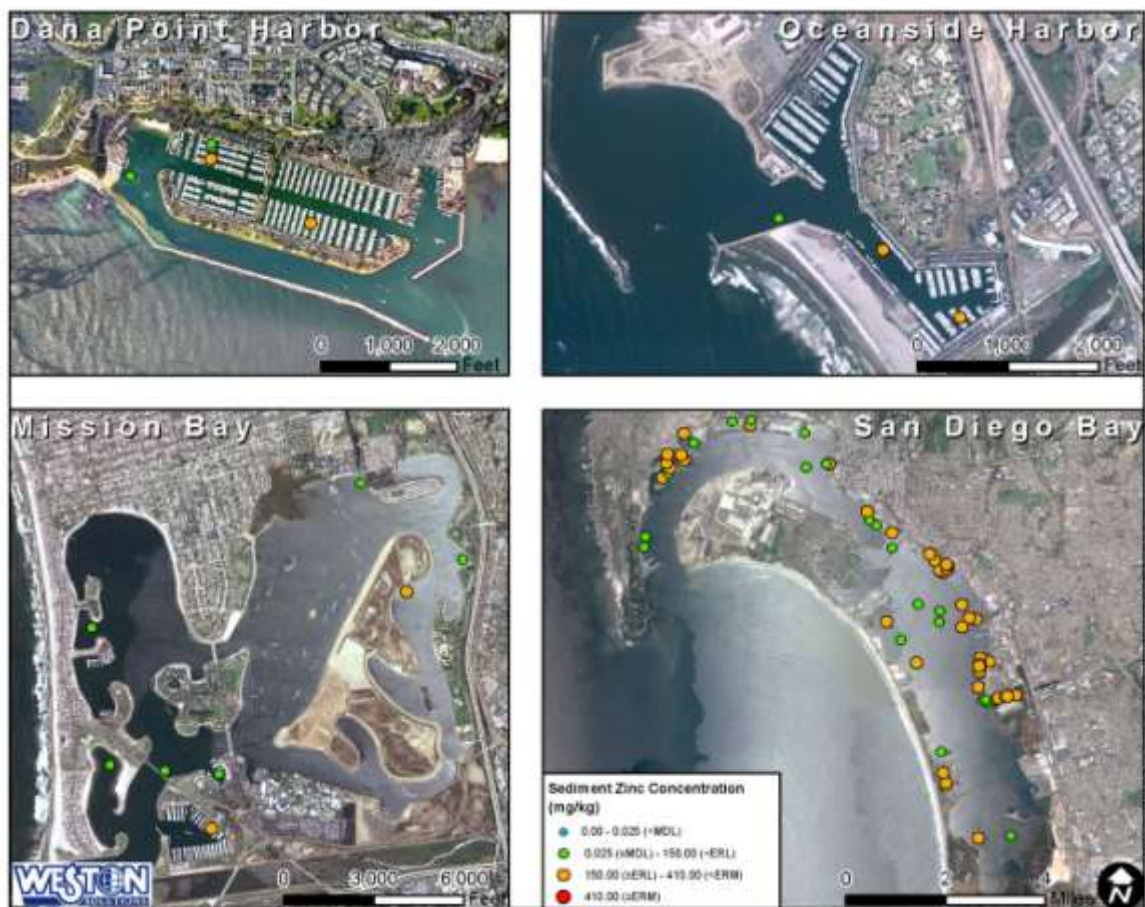 Dana Point Harbor
0 1,000 2,000
Feet
Oceanside Harbor
0 1,000 2,000
Feet
Mission Bay
WESTON
SOLUTIONS
0 3,000 6,000
Feet
San Diego Bay
Sediment Zinc Concentration
(mg/kg)
0.00 - 0.025 (<MDL)
0.025 (≥MDL) - 150.00 (<ERL)
150.00 (≥ERL) - 410.00 (<ERM)
410.00 (≥ERM)
0 2 4
Miles
N